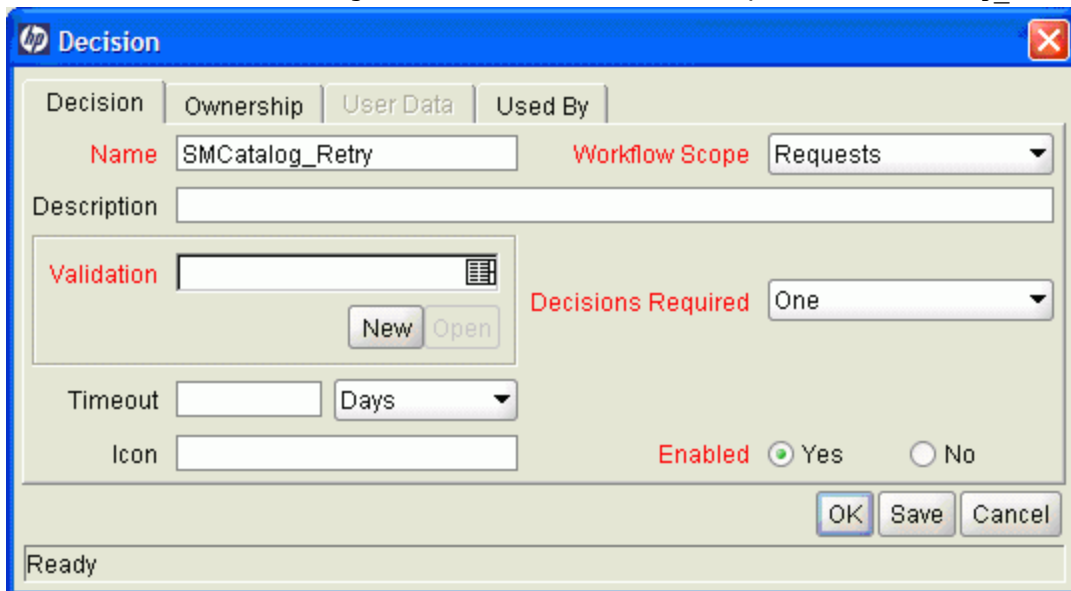 hp Decision
Decision Ownership User Data Used By
Name SMCatalog_Retry Workflow Scope Requests
Description
Validation
Decisions Required One
New Open
Timeout Days
Icon Enabled Yes No
OK Save Cancel
Ready